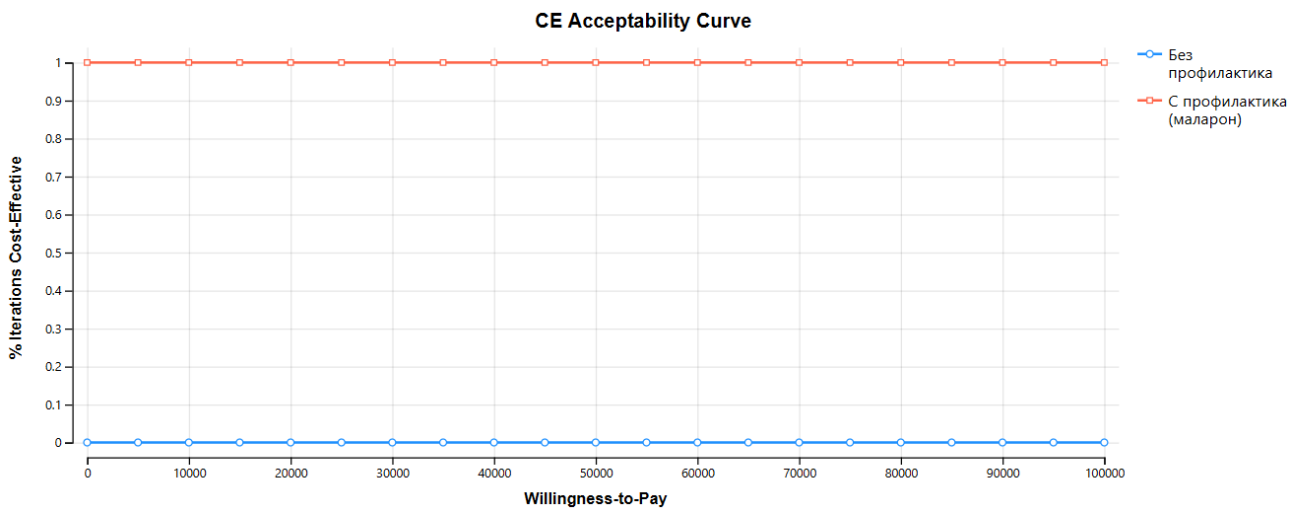 CE Acceptability Curve
Без
профилактика
С профилактика
(маларон)
% Iterations Cost-Effective
1
0.9
0.8
0.7
0.6
0.5
0.4
0.3
0.2
0.1
0
0 10000 20000 30000 40000 50000 60000 70000 80000 90000 100000
Willingness-to-Pay